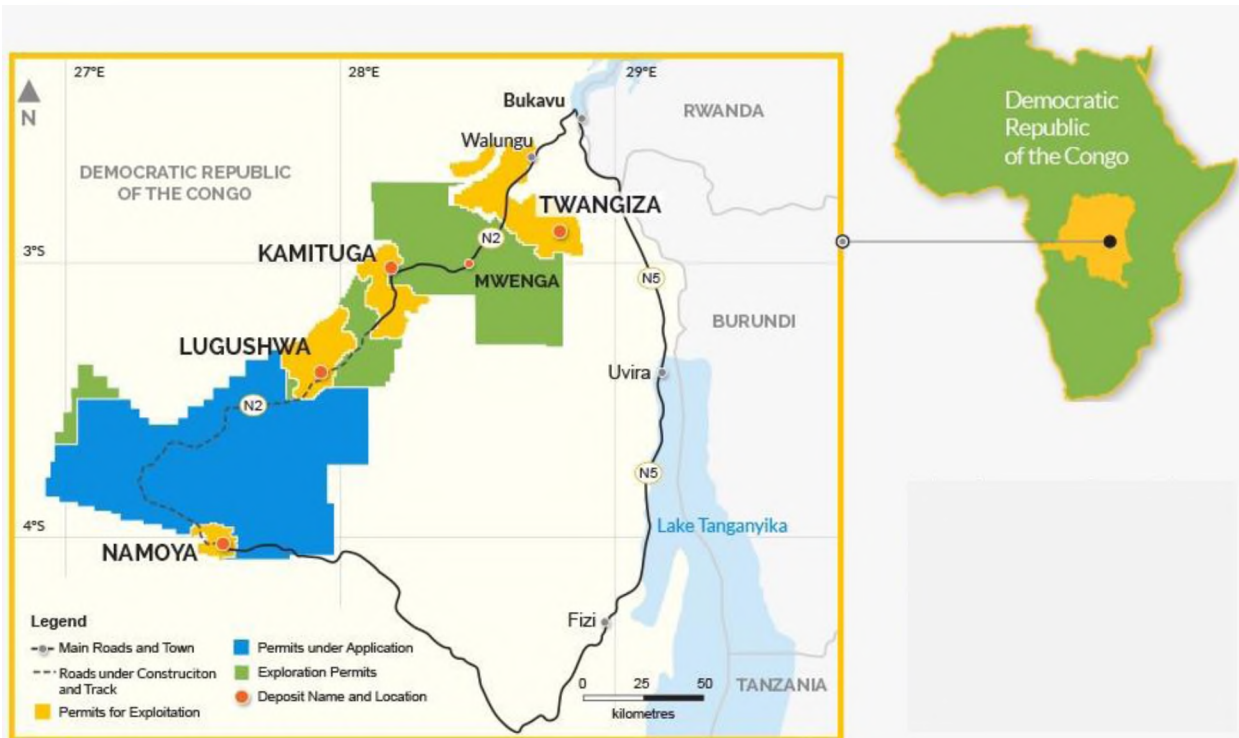 27°E
28°E
29°E
N
Bukavu
RWANDA
Walungu
DEMOCRATIC REPUBLIC
OF THE CONGO
TWANGIZA
N2
3°S
KAMITUGA
MWENGA
N5
BURUNDI
LUGUSHWA
Uvira
N2
N5
4°S
Lake Tanganyika
NAMOYA
Fizi
TANZANIA
Legend
Main Roads and Town
Roads under Construciton
and Track
Permits for Exploitation
Permits under Application
Exploration Permits
Deposit Name and Location
0 25 50
kilometres
Democratic
Republic
of the Congo